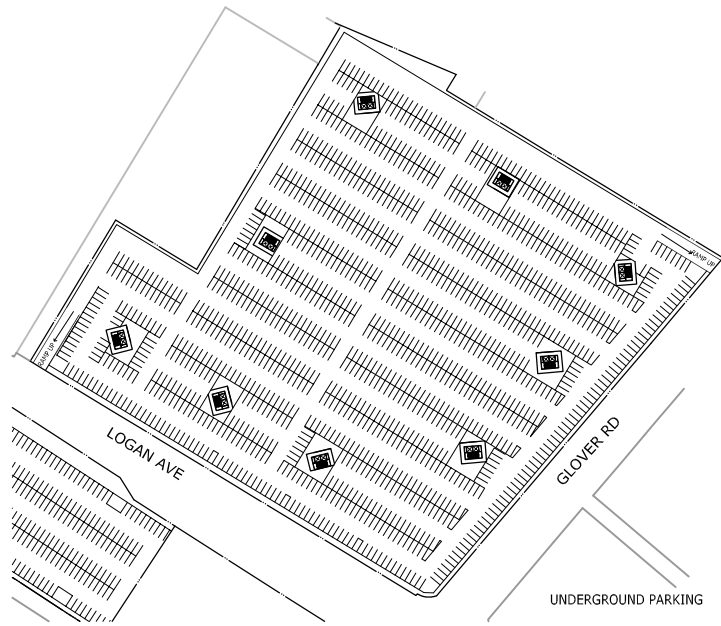 RAMP UP
RAMP UP
LOGAN AVE
GLOVER RD
UNDERGROUND PARKING